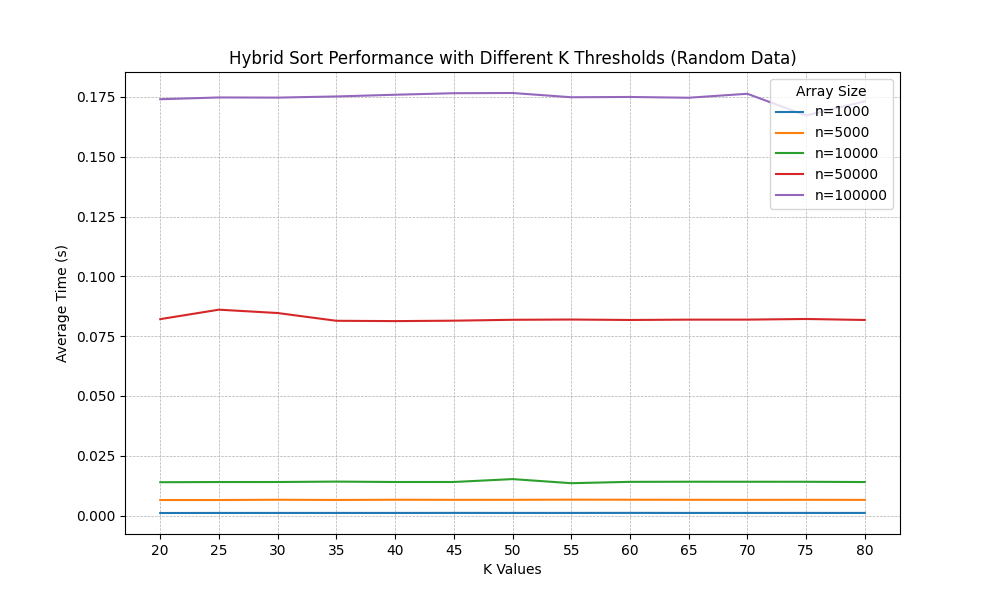 Hybrid Sort Performance with Different K Thresholds (Random Data)
Average Time (s)
0.175
0.150
0.125
0.100
0.075
0.050
0.025
0.000
Array Size
n=1000
n=5000
n=10000
n=50000
n=100000
20 25 30 35 40 45 50 55 60 65 70 75 80
K Values